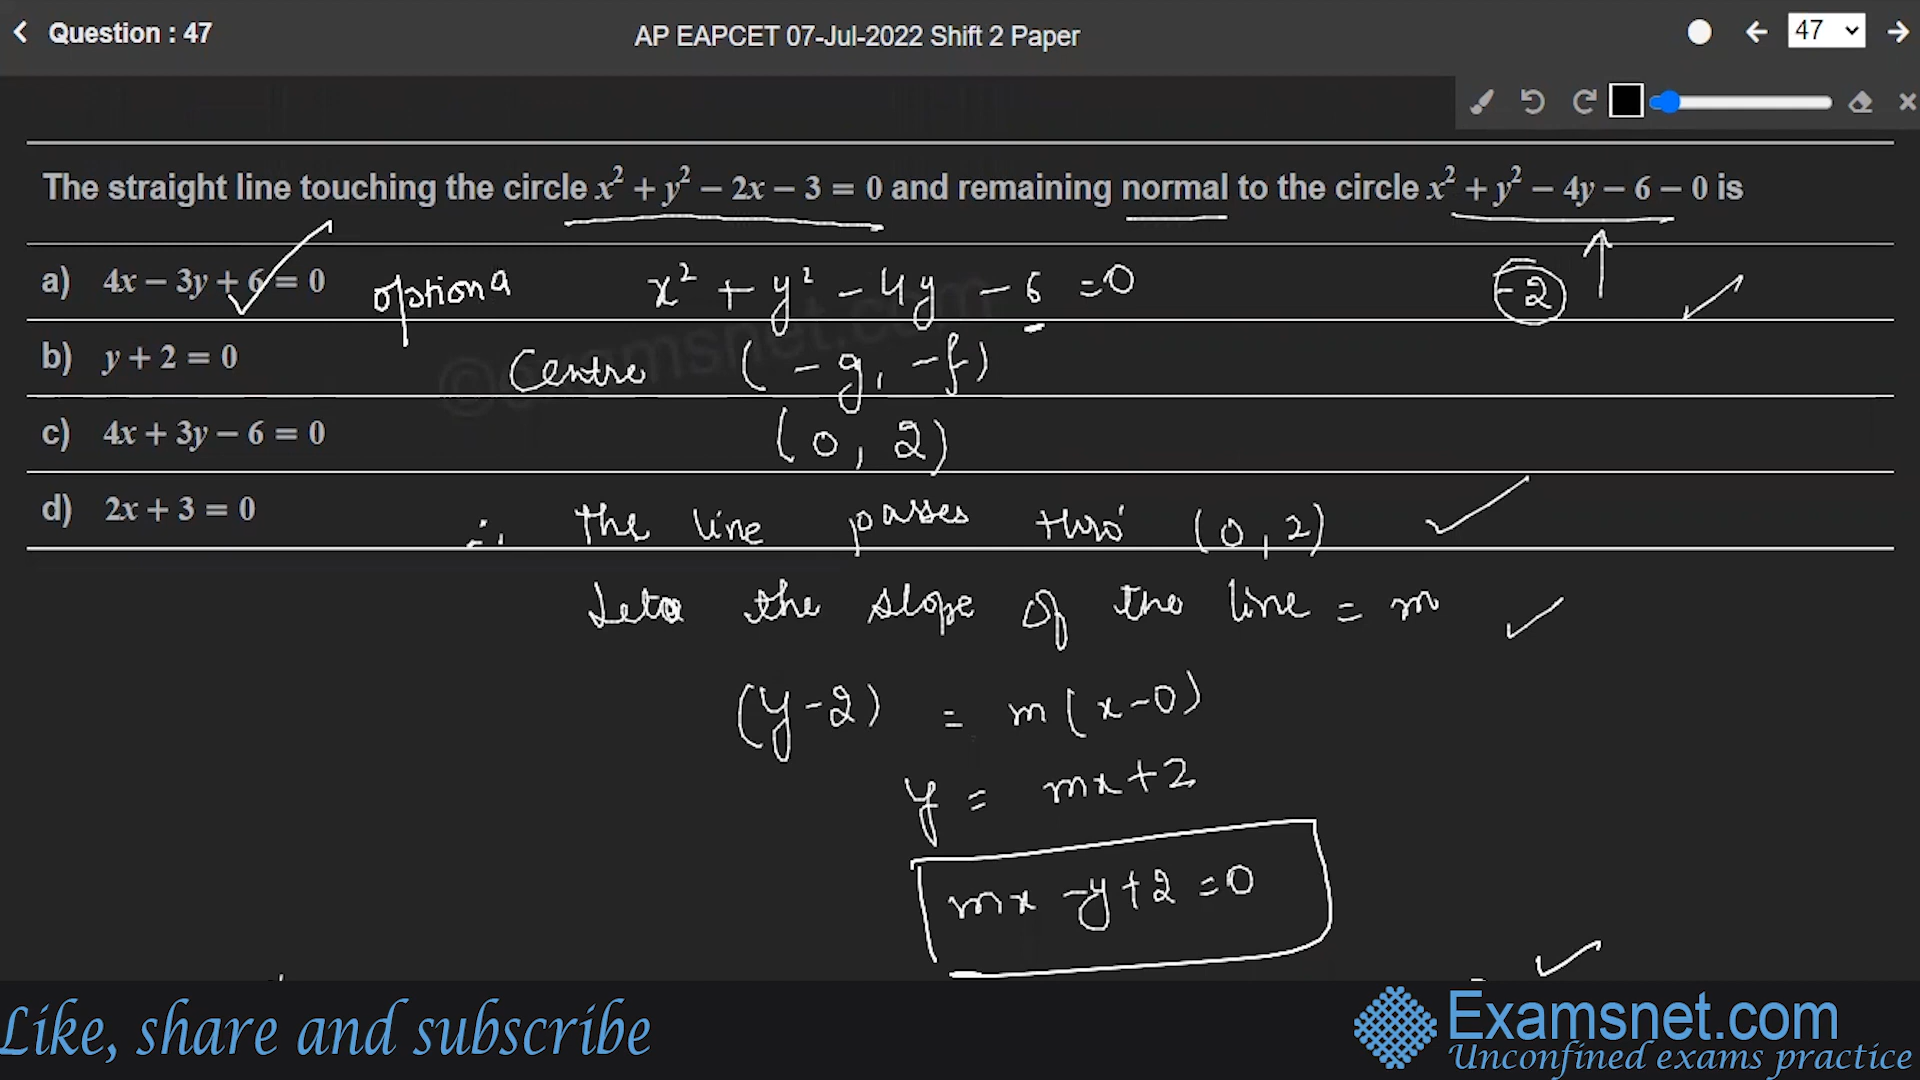 Question : 47
AP EAPCET 07-Jul-2022 Shift 2 Paper
47
The straight line touching the circle x² + y² − 2x − 3 = 0 and remaining normal to the circle x² + y² − 4y − 6 − 0 is
a) 4x − 3y + 6 = 0
option a
x² + y² − 4y − 6 = 0
−2
b) y + 2 = 0
Centre (−g, −f)
c) 4x + 3y − 6 = 0
(0, 2)
d) 2x + 3 = 0
∴ the line passes thro' (0, 2)
the slope of the line = m
(y−2) = m(x−0)
y = mx+2
mx −y+2 =0
Like, share and subscribe
Examsnet.com
Unconfined exams practice